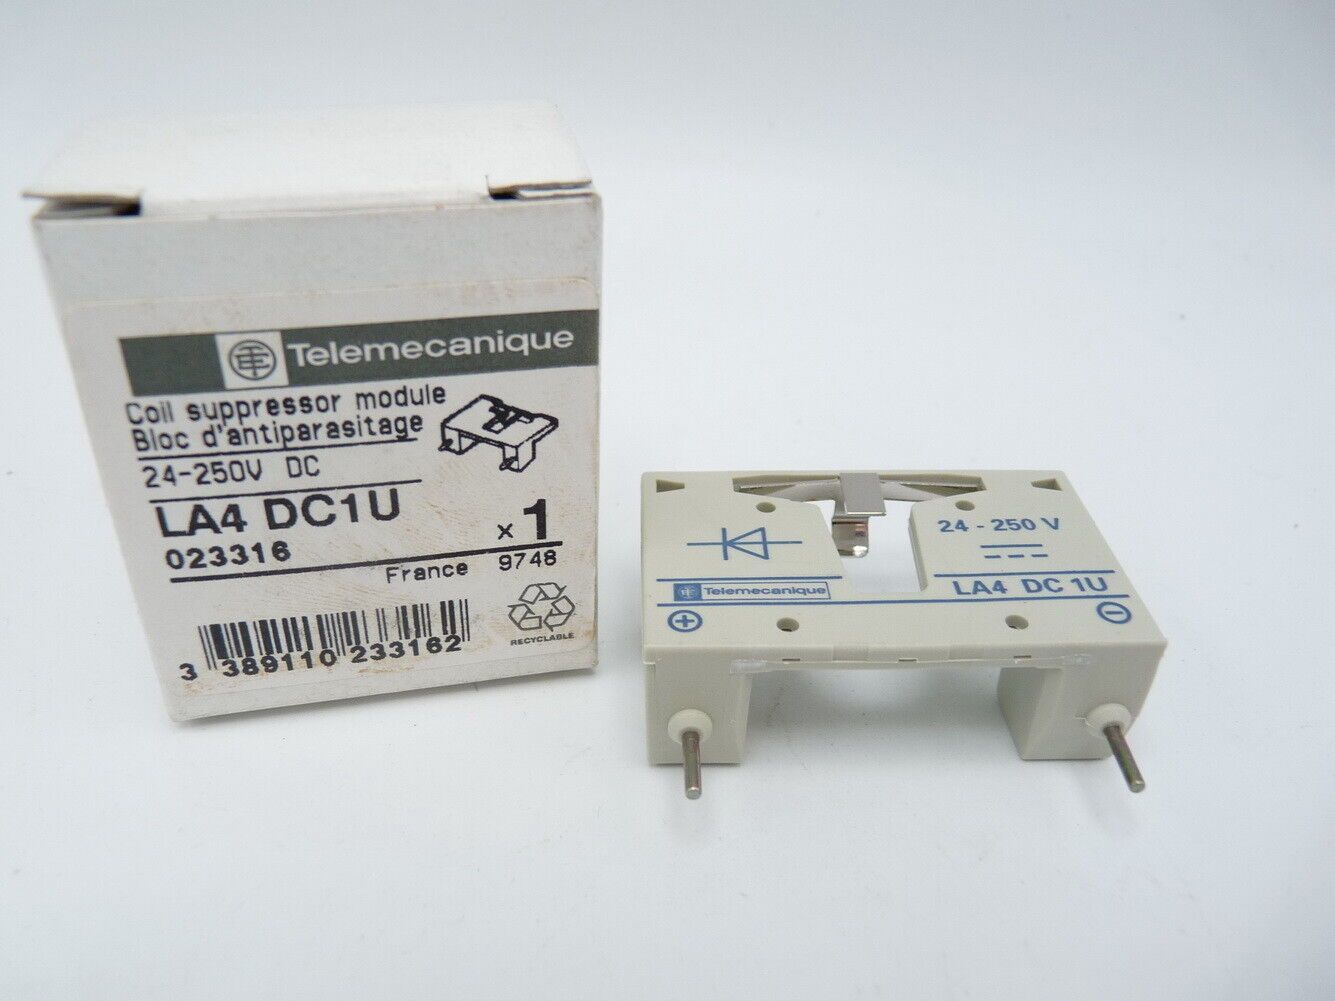 Telemecanique
Coil suppressor module
Bloc d'antiparasitage
24-250V DC
LA4 DC1U
023316
x 1
France 9748
RECYCLABLE
3 389110 233162
24 - 250 V
Telemecanique
LA4 DC 1U
+
−